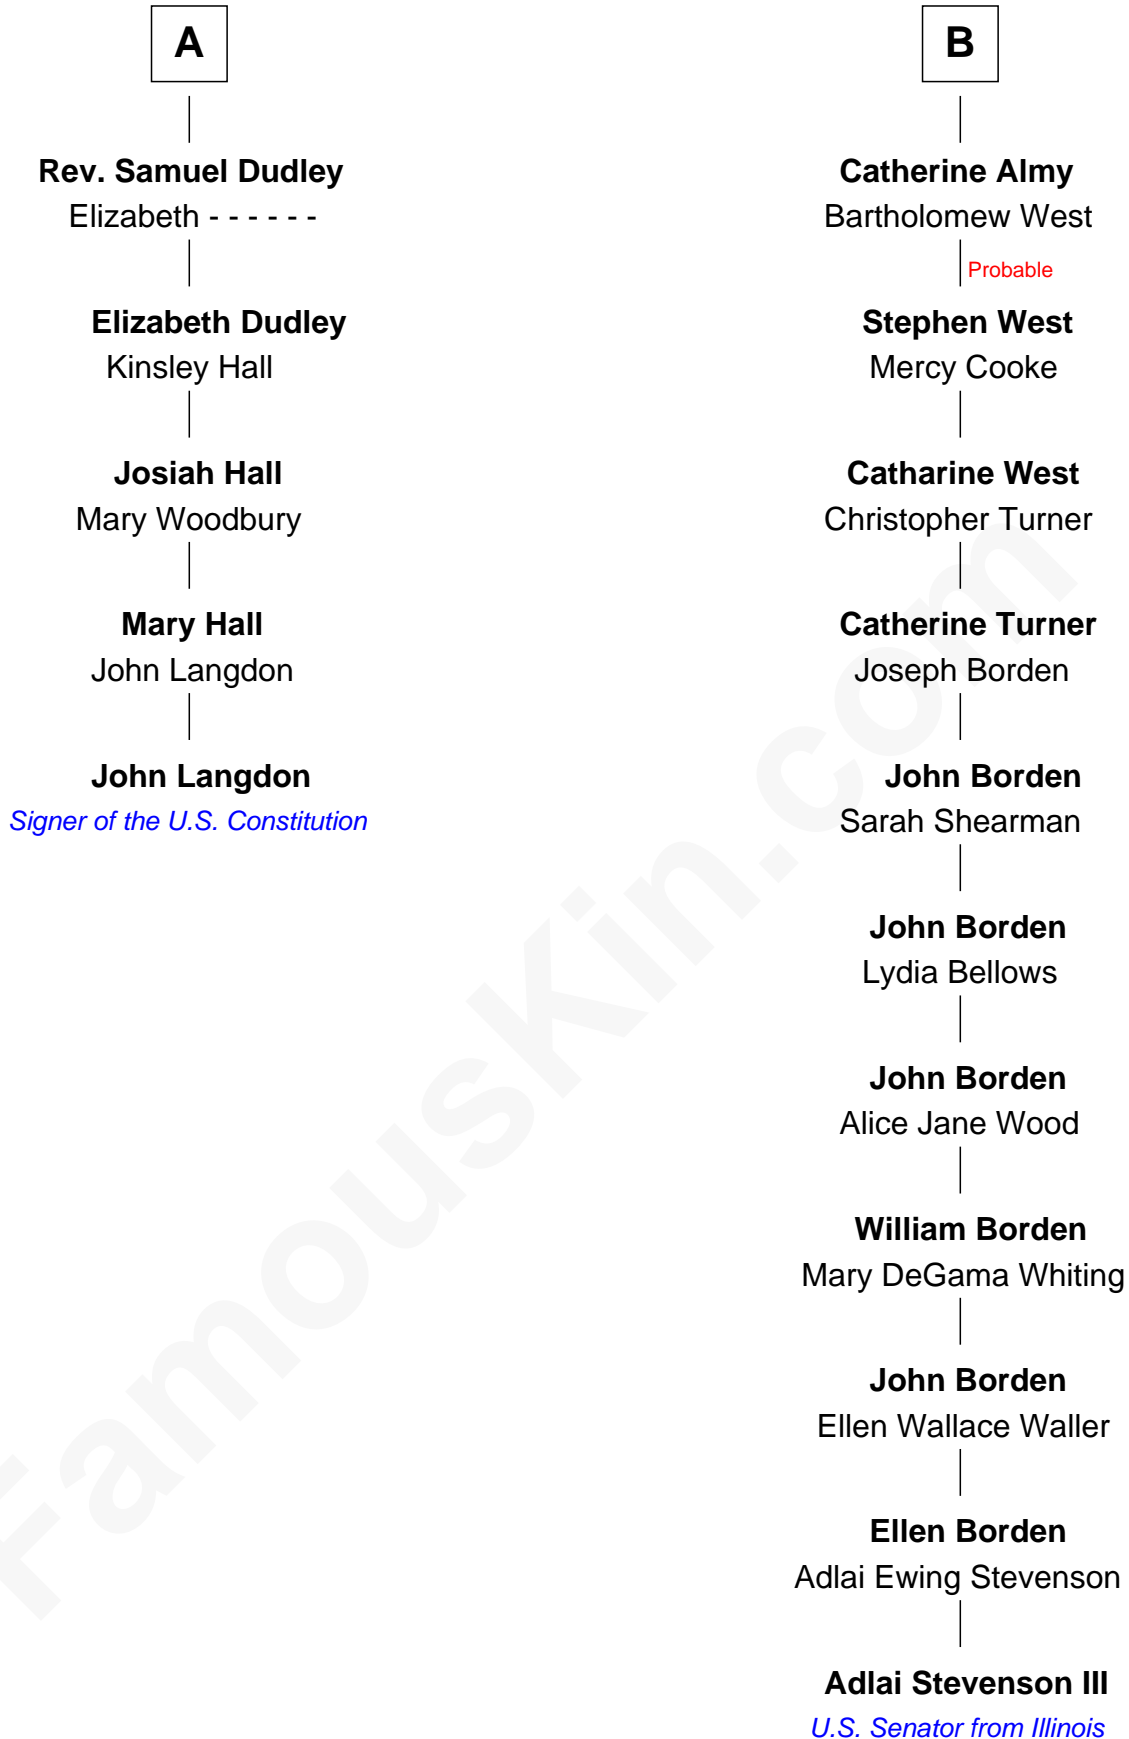 A
Rev. Samuel Dudley
Elizabeth - - - - - -
Elizabeth Dudley
Kinsley Hall
Josiah Hall
Mary Woodbury
Mary Hall
John Langdon
John Langdon
Signer of the U.S. Constitution
B
Catherine Almy
Bartholomew West
Probable
Stephen West
Mercy Cooke
Catharine West
Christopher Turner
Catherine Turner
Joseph Borden
John Borden
Sarah Shearman
John Borden
Lydia Bellows
John Borden
Alice Jane Wood
William Borden
Mary DeGama Whiting
John Borden
Ellen Wallace Waller
Ellen Borden
Adlai Ewing Stevenson
Adlai Stevenson III
U.S. Senator from Illinois
FamousKin.com